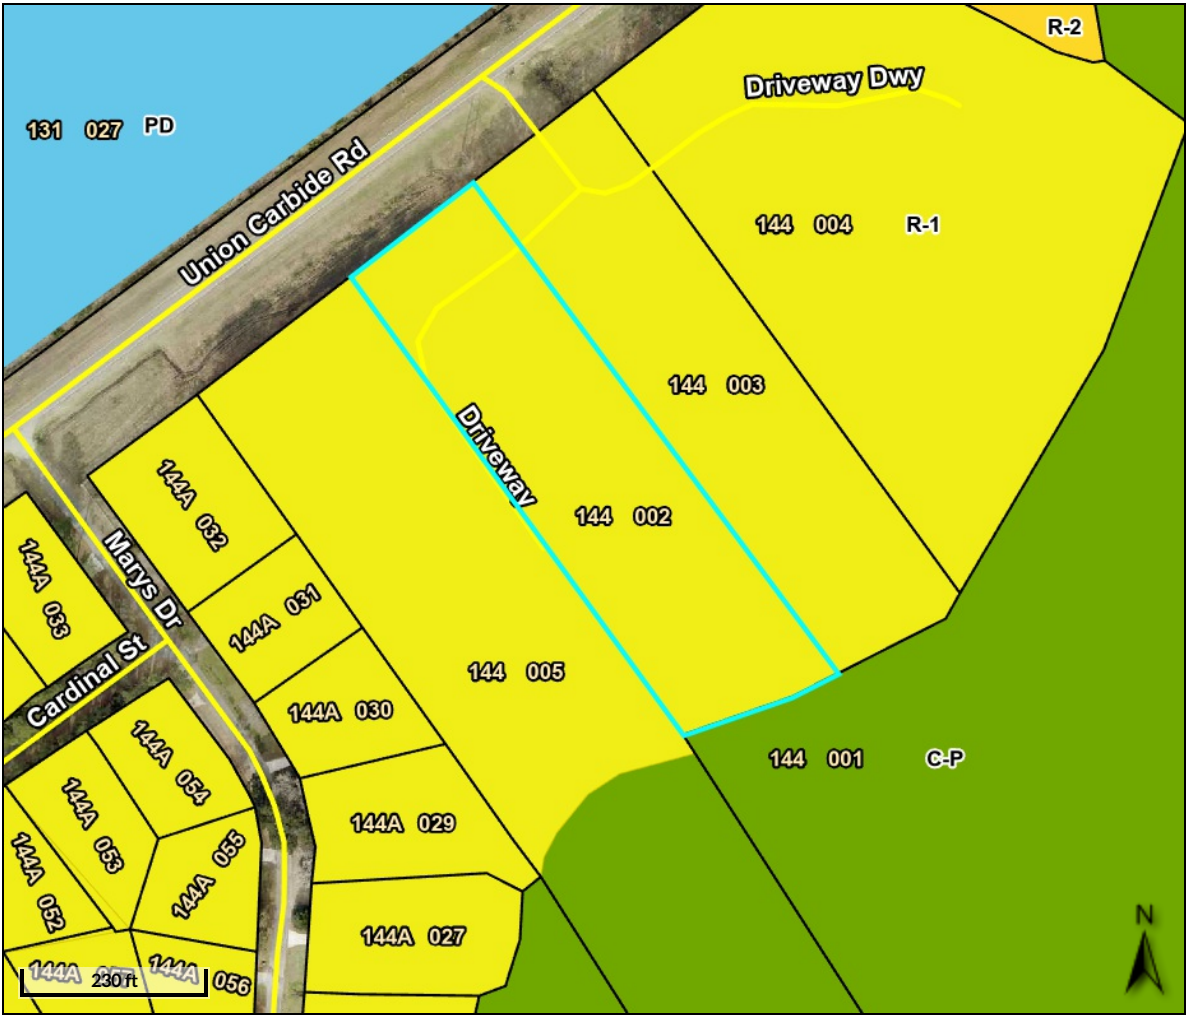 R-2
Driveway Dwy
131 027 PD
Union Carbide Rd
144 004 R-1
144 003
Driveway
144 002
144A 032
Marys Dr
144A 033
144A 031
Cardinal St
144 005
144A 030
144A 054
144 001 C-P
144A 053
144A 029
144A 055
144A 052
144A 027
144A 057
144A 056
230 ft
N